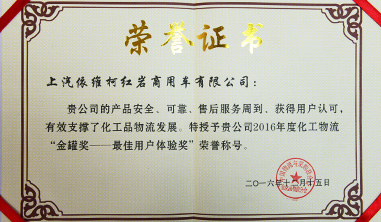 荣誉证书
上汽依维柯红岩商用车有限公司：
贵公司的产品安全、可靠、售后服务周到、获得用户认可，
有效支撑了化工品物流发展。特授予贵公司2016年度化工物流
“金罐奖——最佳用户体验奖”荣誉称号。
二〇一六年十一月十五日